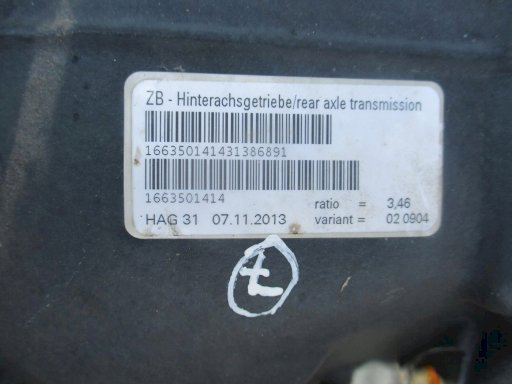 ZB - Hinterachsgetriebe/rear axle transmission
166350141431386891
1663501414
ratio = 3,46
HAG 31 07.11.2013 variant = 02 0904